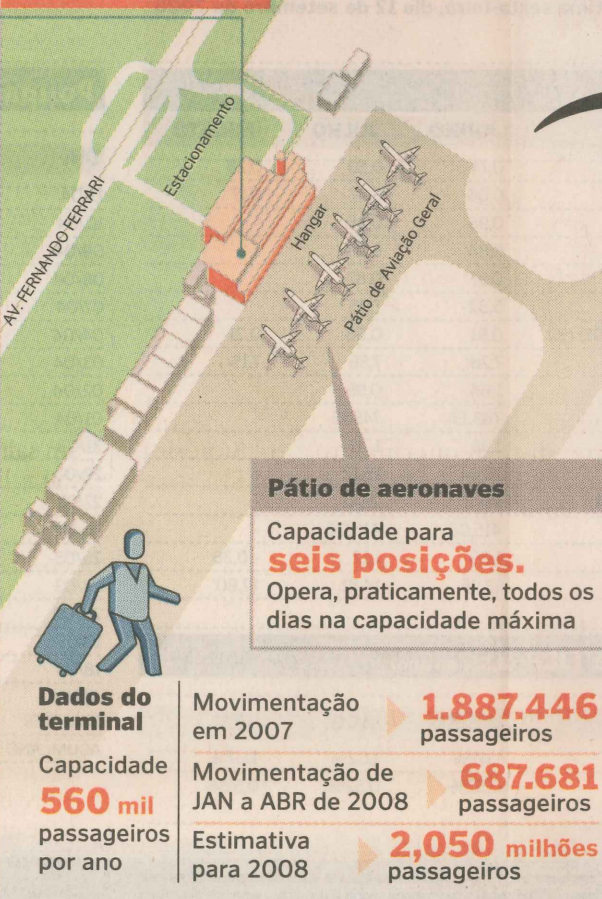 AV. FERNANDO FERRARI
Estacionamento
Hangar
Pátio de Aviação Geral
Pátio de aeronaves
Capacidade para
seis posições.
Opera, praticamente, todos os
dias na capacidade máxima
Dados do
terminal
Capacidade
560 mil
passageiros
por ano
Movimentação
em 2007
1.887.446
passageiros
Movimentação de
JAN a ABR de 2008
687.681
passageiros
Estimativa
para 2008
2,050 milhões
passageiros